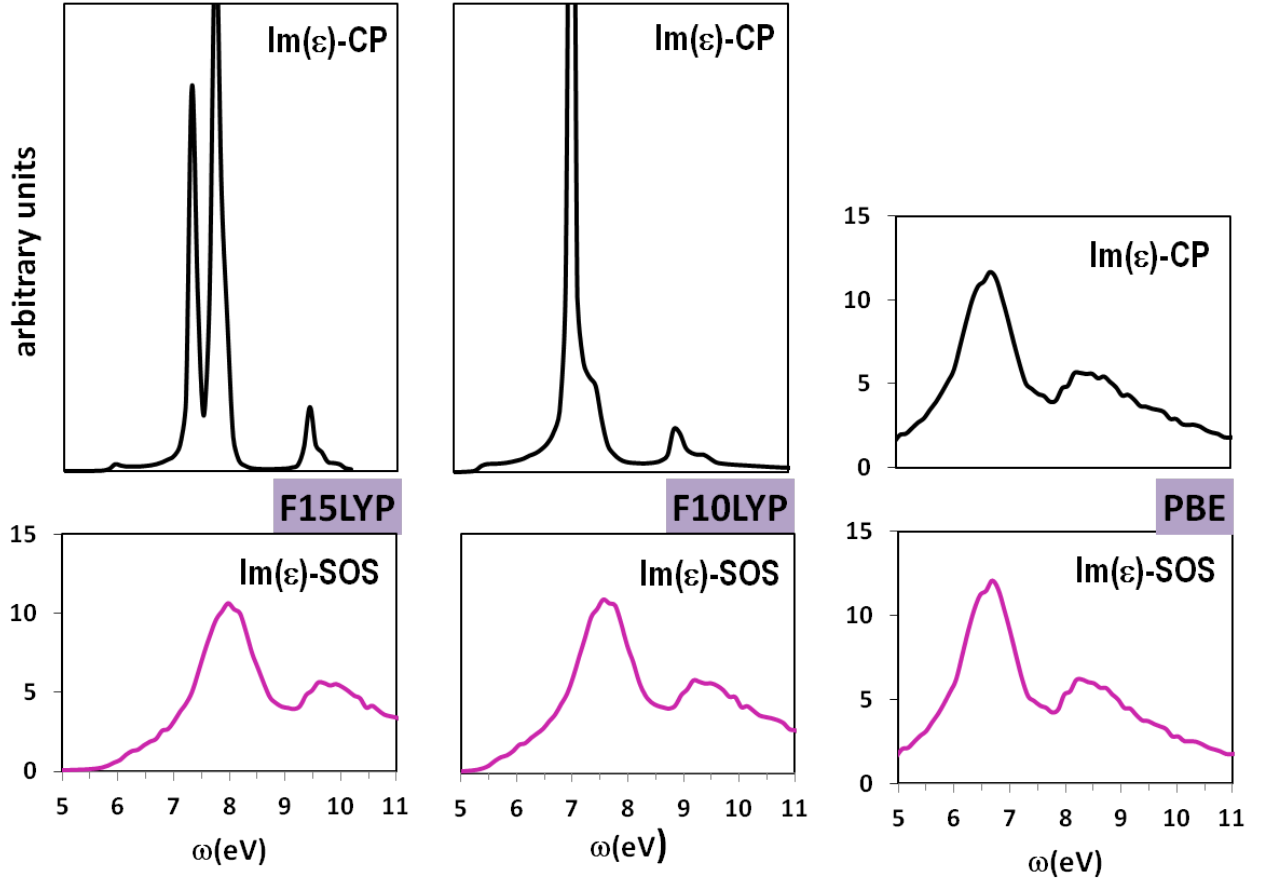 Im(ε)-CP
Im(ε)-CP
arbitrary units
15
Im(ε)-CP
10
5
0
F15LYP
F10LYP
PBE
15
Im(ε)-SOS
10
5
0
5 6 7 8 9 10 11
ω(eV)
Im(ε)-SOS
5 6 7 8 9 10 11
ω(eV)
15
Im(ε)-SOS
10
5
0
5 6 7 8 9 10 11
ω(eV)